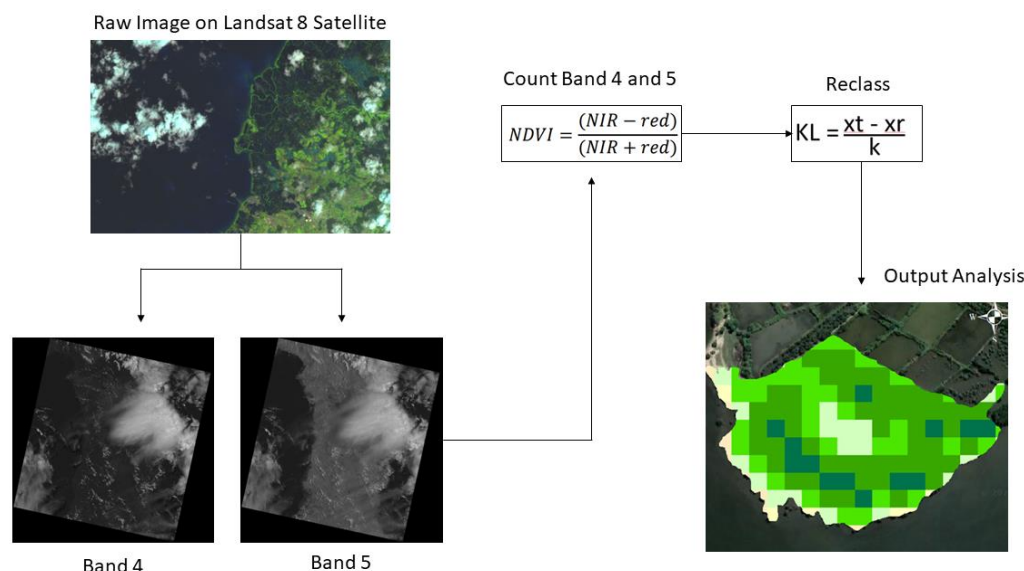 Raw Image on Landsat 8 Satellite
Count Band 4 and 5
NDVI = (NIR − red) / (NIR + red)
Reclass
KL = xt - xr / k
Output Analysis
Band 4
Band 5